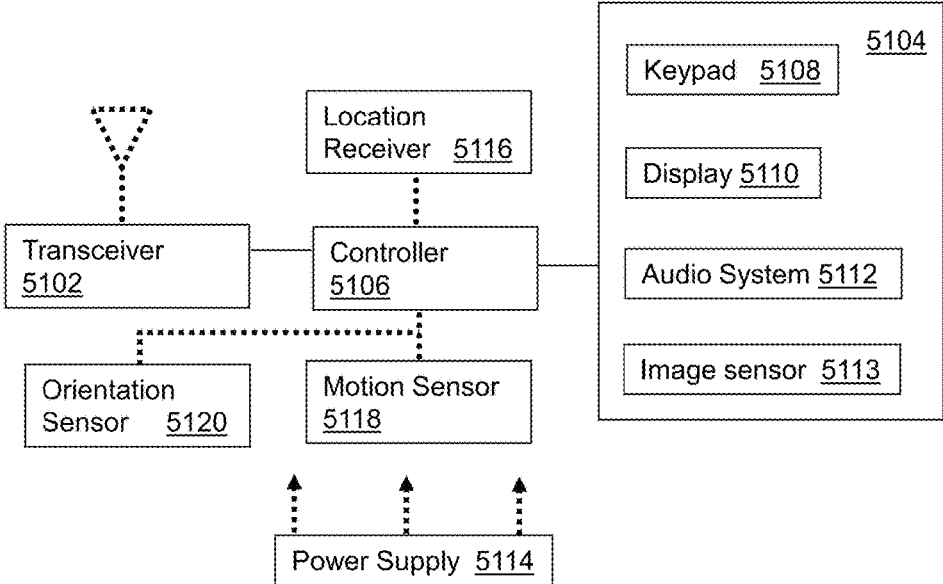 5104
Keypad 5108
Location
Receiver 5116
Display 5110
Transceiver
5102
Controller
5106
Audio System 5112
Image sensor 5113
Orientation
Sensor 5120
Motion Sensor
5118
Power Supply 5114